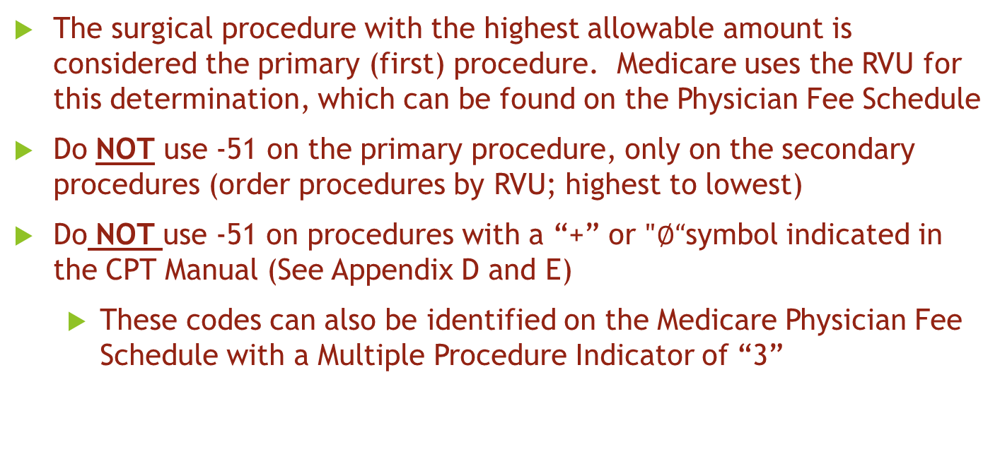 The surgical procedure with the highest allowable amount is
considered the primary (first) procedure.  Medicare uses the RVU for
this determination, which can be found on the Physician Fee Schedule
Do NOT use -51 on the primary procedure, only on the secondary
procedures (order procedures by RVU; highest to lowest)
Do NOT use -51 on procedures with a “+” or "Ø“symbol indicated in
the CPT Manual (See Appendix D and E)
These codes can also be identified on the Medicare Physician Fee
Schedule with a Multiple Procedure Indicator of “3”